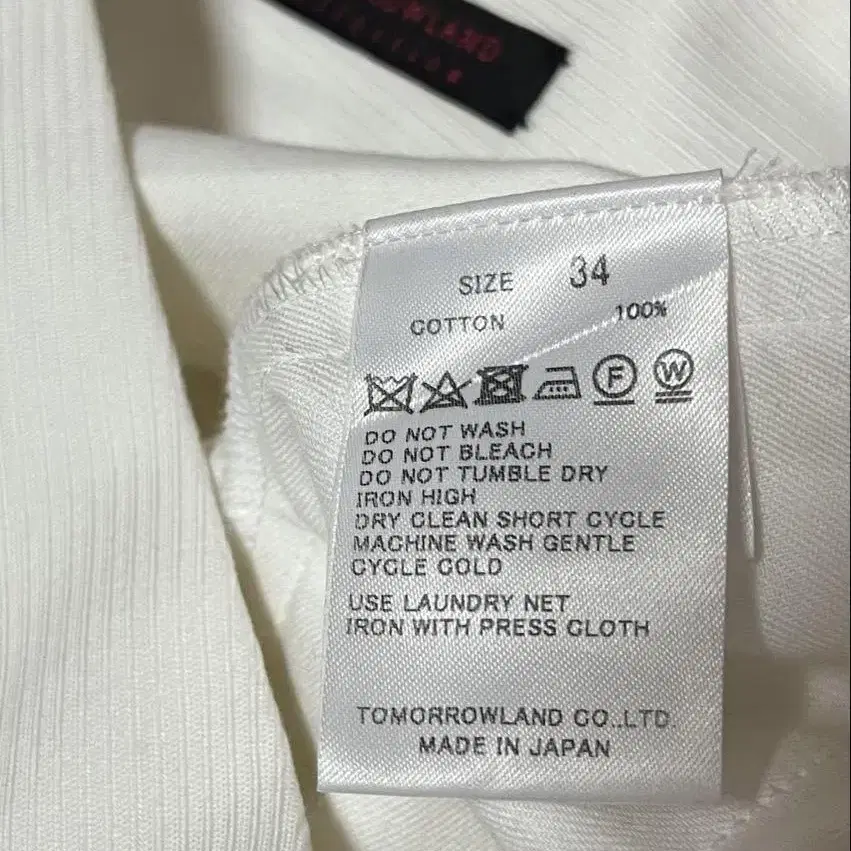 SIZE 34
COTTON 100%
F W
DO NOT WASH
DO NOT BLEACH
DO NOT TUMBLE DRY
IRON HIGH
DRY CLEAN SHORT CYCLE
MACHINE WASH GENTLE
CYCLE COLD
USE LAUNDRY NET
IRON WITH PRESS CLOTH
TOMORROWLAND CO.,LTD.
MADE IN JAPAN